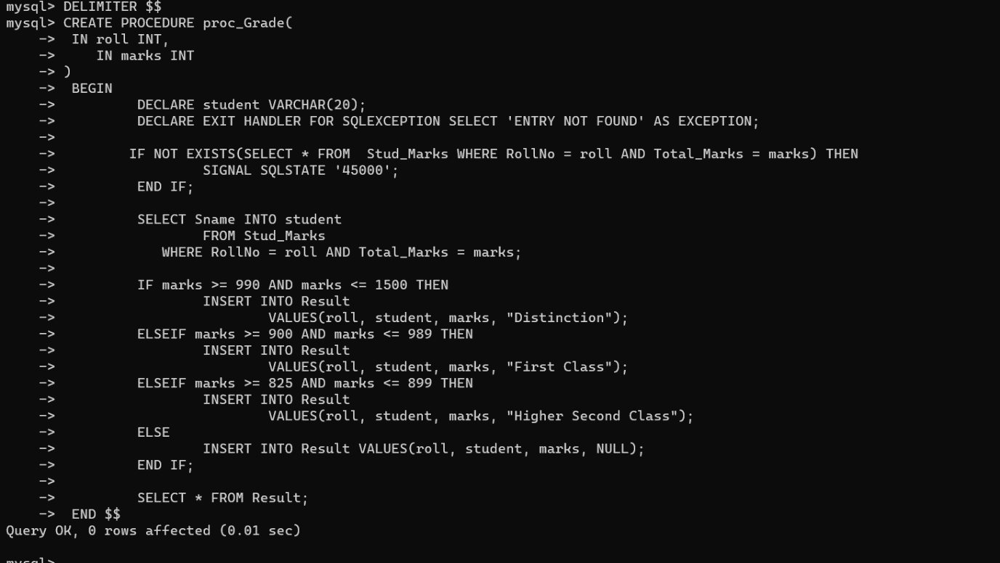 mysql> DELIMITER $$
mysql> CREATE PROCEDURE proc_Grade(
    ->  IN roll INT,
    ->     IN marks INT
    -> )
    ->  BEGIN
    ->          DECLARE student VARCHAR(20);
    ->          DECLARE EXIT HANDLER FOR SQLEXCEPTION SELECT 'ENTRY NOT FOUND' AS EXCEPTION;
    ->
    ->         IF NOT EXISTS(SELECT * FROM  Stud_Marks WHERE RollNo = roll AND Total_Marks = marks) THEN
    ->                  SIGNAL SQLSTATE '45000';
    ->          END IF;
    ->
    ->          SELECT Sname INTO student
    ->                  FROM Stud_Marks
    ->             WHERE RollNo = roll AND Total_Marks = marks;
    ->
    ->          IF marks >= 990 AND marks <= 1500 THEN
    ->                  INSERT INTO Result
    ->                          VALUES(roll, student, marks, "Distinction");
    ->          ELSEIF marks >= 900 AND marks <= 989 THEN
    ->                  INSERT INTO Result
    ->                          VALUES(roll, student, marks, "First Class");
    ->          ELSEIF marks >= 825 AND marks <= 899 THEN
    ->                  INSERT INTO Result
    ->                          VALUES(roll, student, marks, "Higher Second Class");
    ->          ELSE
    ->                  INSERT INTO Result VALUES(roll, student, marks, NULL);
    ->          END IF;
    ->
    ->          SELECT * FROM Result;
    ->  END $$
Query OK, 0 rows affected (0.01 sec)
mysql>